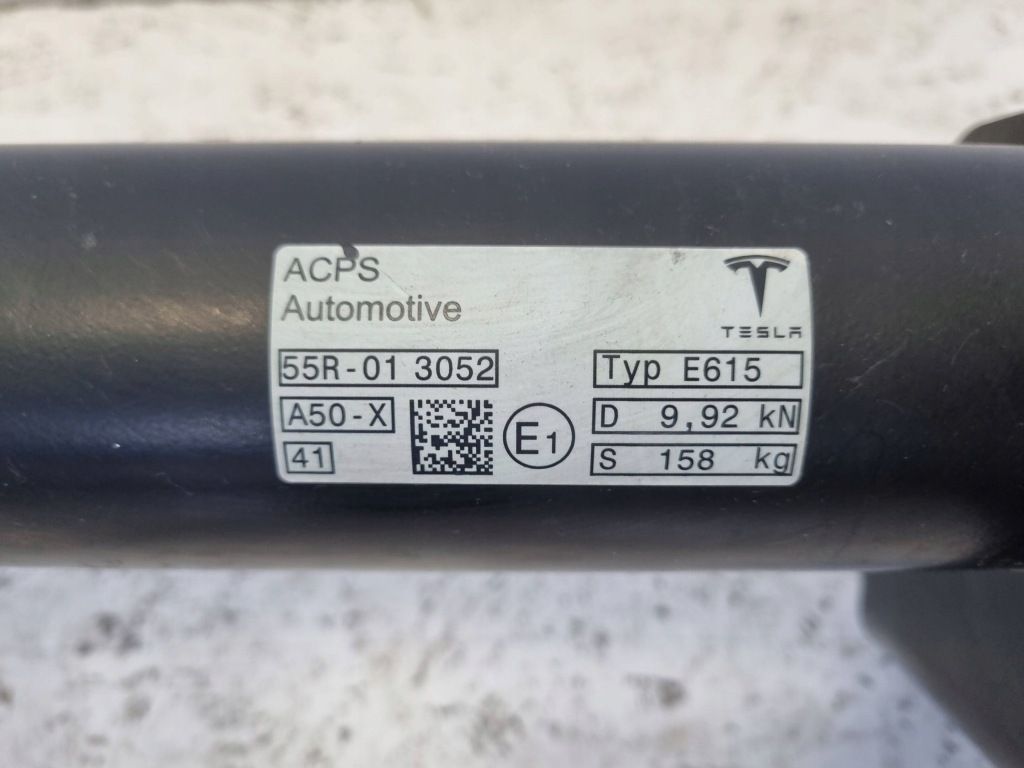 ACPS
Automotive
TESLA
55R-01 3052
Typ E615
A50-X
E1
D 9,92 kN
41
S 158 kg